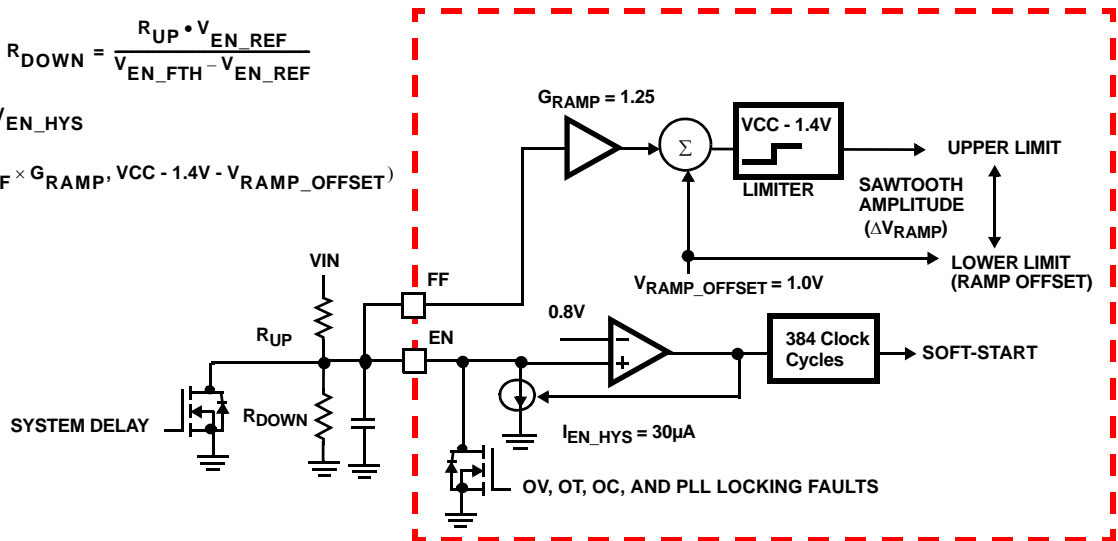 R_DOWN = R_UP • V_EN_REF / V_EN_FTH – V_EN_REF
EN_HYS
× G_RAMP, VCC - 1.4V - V_RAMP_OFFSET)
G_RAMP = 1.25
Σ
VCC - 1.4V
LIMITER
UPPER LIMIT
SAWTOOTH
AMPLITUDE
(ΔV_RAMP)
LOWER LIMIT
(RAMP OFFSET)
V_RAMP_OFFSET = 1.0V
VIN
FF
R_UP
EN
0.8V
–
+
384 Clock
Cycles
SOFT-START
SYSTEM DELAY
R_DOWN
I_EN_HYS = 30µA
OV, OT, OC, AND PLL LOCKING FAULTS